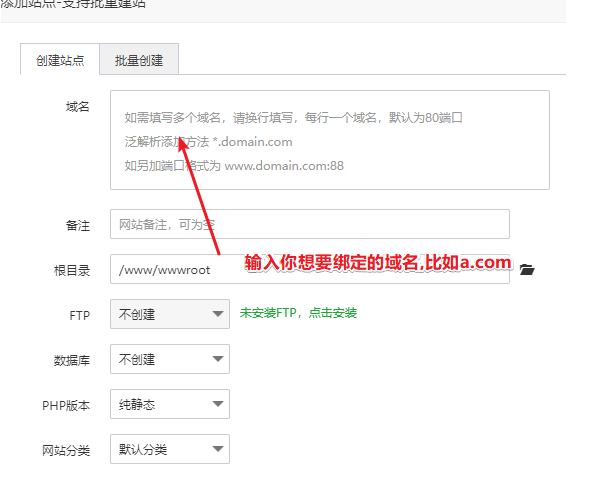 添加站点-支持批量建站
创建站点 批量创建
域名
如需填写多个域名，请换行填写，每行一个域名，默认为80端口
泛解析添加方法 *.domain.com
如另加端口格式为 www.domain.com:88
备注 网站备注，可为空
根目录 /www/wwwroot 输入你想要绑定的域名,比如a.com
FTP 不创建 未安装FTP，点击安装
数据库 不创建
PHP版本 纯静态
网站分类 默认分类